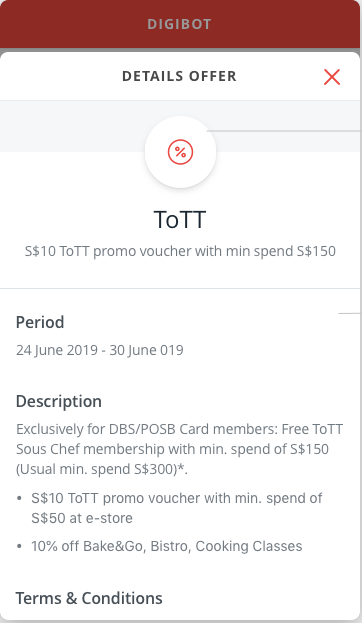 DIGIBOT
DETAILS OFFER
ToTT
S$10 ToTT promo voucher with min spend S$150
Period
24 June 2019 - 30 June 019
Description
Exclusively for DBS/POSB Card members: Free ToTT
Sous Chef membership with min. spend of S$150
(Usual min. spend S$300)*.
• S$10 ToTT promo voucher with min. spend of
S$50 at e-store
• 10% off Bake&Go, Bistro, Cooking Classes
Terms & Conditions